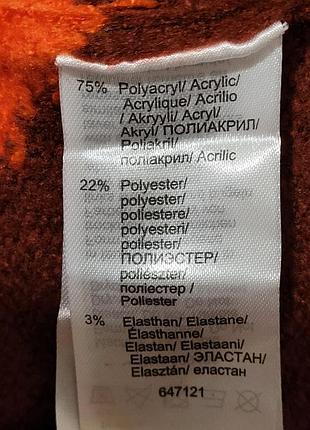 75% Polyacryl/ Acrylic/
Acrylique/ Acrilio
/ Akryyli/ Acryl/
Akryl/ ПОЛИАКРИЛ/
Poliakril/
поліакрил/ Acrilic
22% Polyester/
polyester/
poliestere/
polyesteri/
poliester/
ПОЛИЭСТЕР/
poliészter/
поліестер /
Poliester
3% Elasthan/ Elastane/
Élasthanne/
Elastan/ Elastaani/
Elastaan/ ЭЛАСТАН/
Elasztán/ еластан
647121